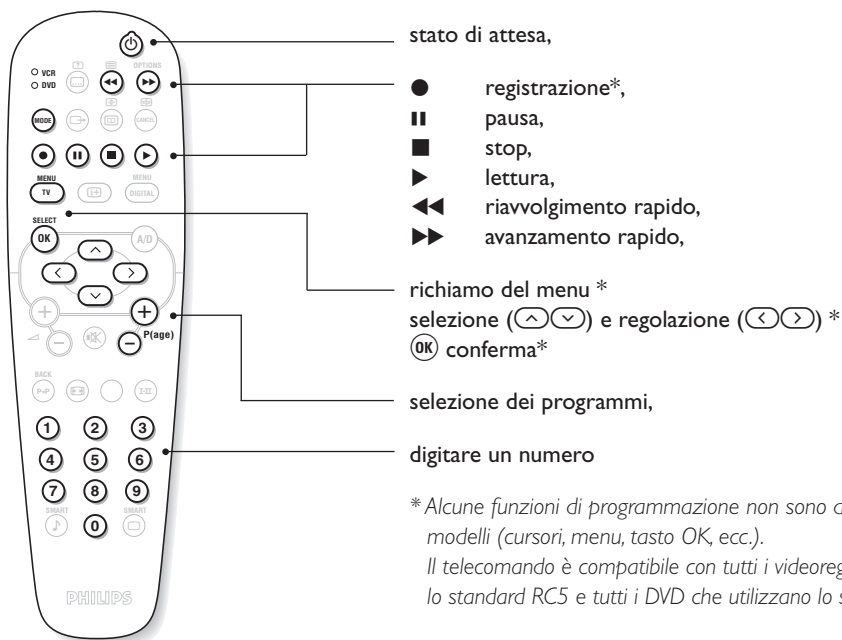 stato di attesa,
VCR
DVD
OPTIONS
MODE
CANCEL
● registrazione*,
pausa,
■ stop,
▶ lettura,
◀◀ riavvolgimento rapido,
▶▶ avanzamento rapido,
MENU
TV
MENU
DIGITAL
SELECT
OK
A/D
richiamo del menu *
selezione ( ) e regolazione ( ) *
OK conferma*
P(age)
selezione dei programmi,
BACK
P◂P
I-II
1 2 3
4 5 6
7 8 9
SMART
SMART
0
digitare un numero
PHILIPS
* Alcune funzioni di programmazione non sono
modelli (cursori, menu, tasto OK, ecc.).
Il telecomando è compatibile con tutti i
lo standard RC5 e tutti i DVD che utilizzano lo